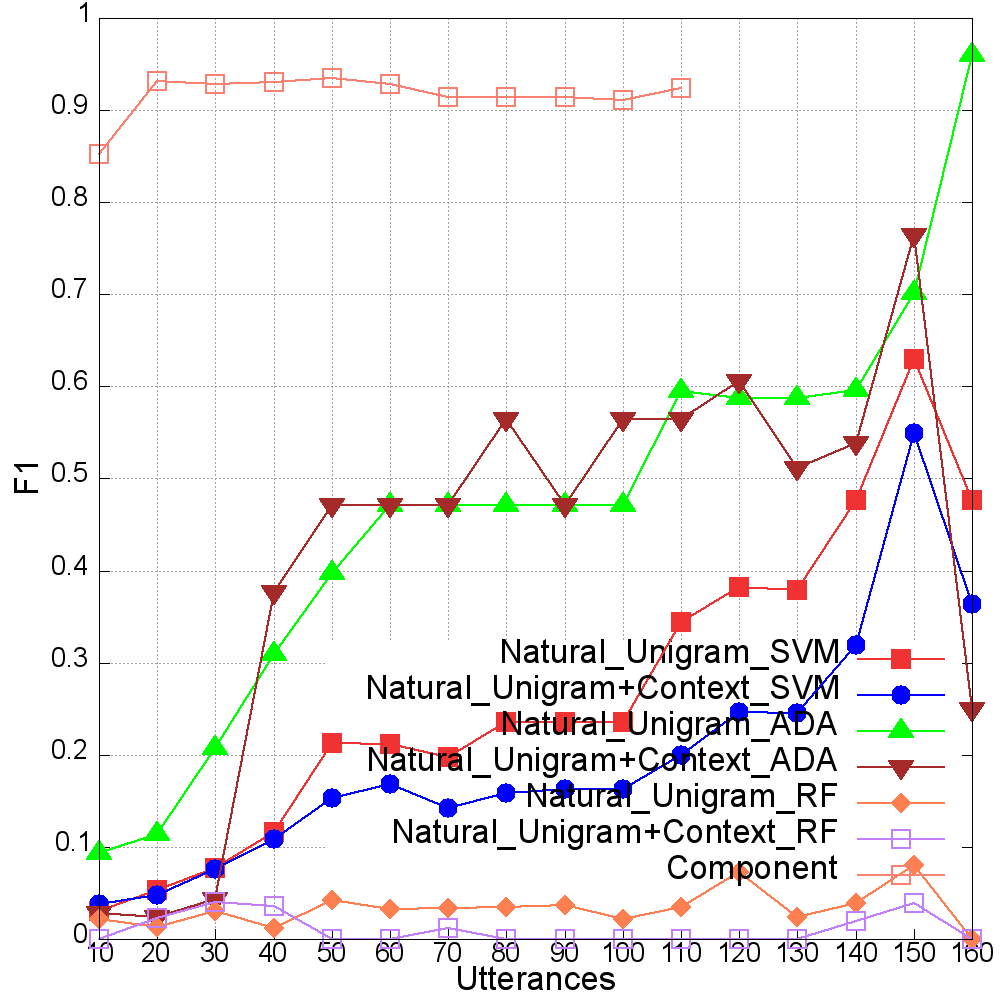 1
0.9
0.8
0.7
0.6
0.5
0.4
0.3
0.2
0.1
0
F1
Natural_Unigram_SVM
Natural_Unigram+Context_SVM
Natural_Unigram_ADA
Natural_Unigram+Context_ADA
Natural_Unigram_RF
Natural_Unigram+Context_RF
Component
10 20 30 40 50 60 70 80 90 100 110 120 130 140 150 160
Utterances